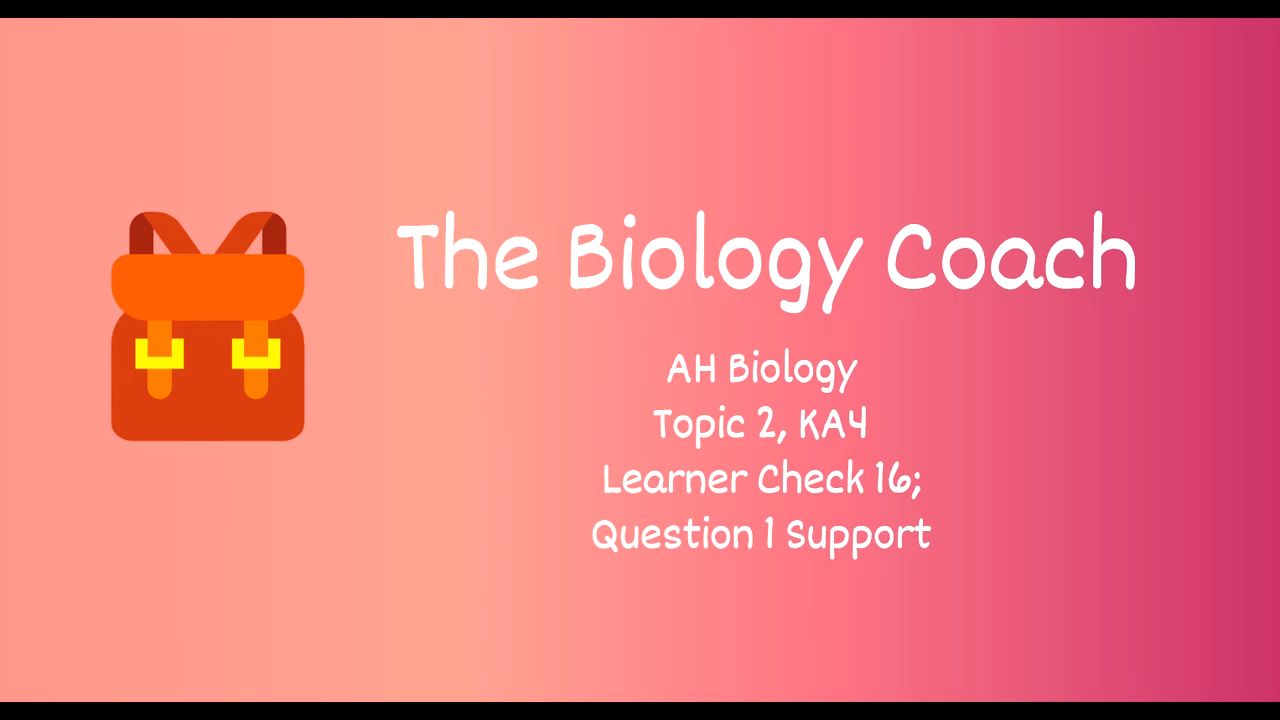 The Biology Coach
AH Biology
Topic 2, KA4
Learner Check 16;
Question 1 Support